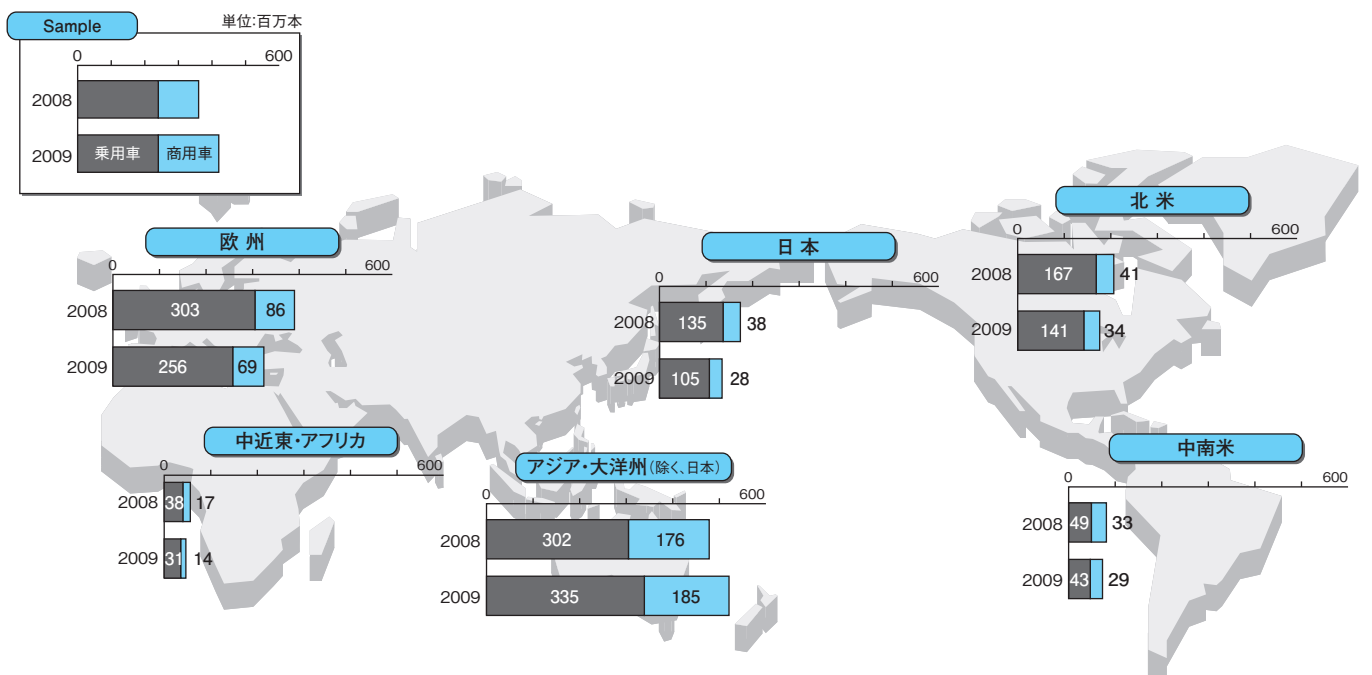 Sample
単位:百万本
0 600
2008
2009 乗用車 商用車
欧 州
0 600
2008 303 86
2009 256 69
日 本
0 600
2008 135 38
2009 105 28
北 米
0 600
2008 167 41
2009 141 34
中近東・アフリカ
0 600
2008 38 17
2009 31 14
アジア・大洋州(除く、日本)
0 600
2008 302 176
2009 335 185
中南米
0 600
2008 49 33
2009 43 29